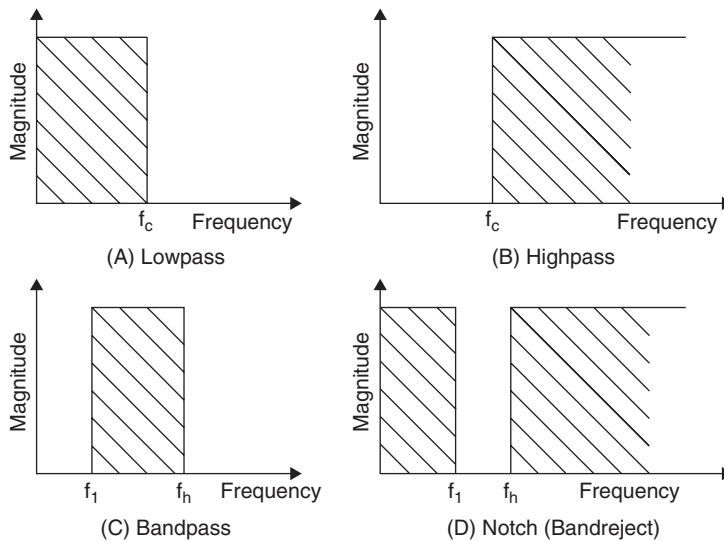 Magnitude
f_c
Frequency
(A) Lowpass
Magnitude
f_c
Frequency
(B) Highpass
Magnitude
f_1
f_h
Frequency
(C) Bandpass
Magnitude
f_1
f_h
Frequency
(D) Notch (Bandreject)